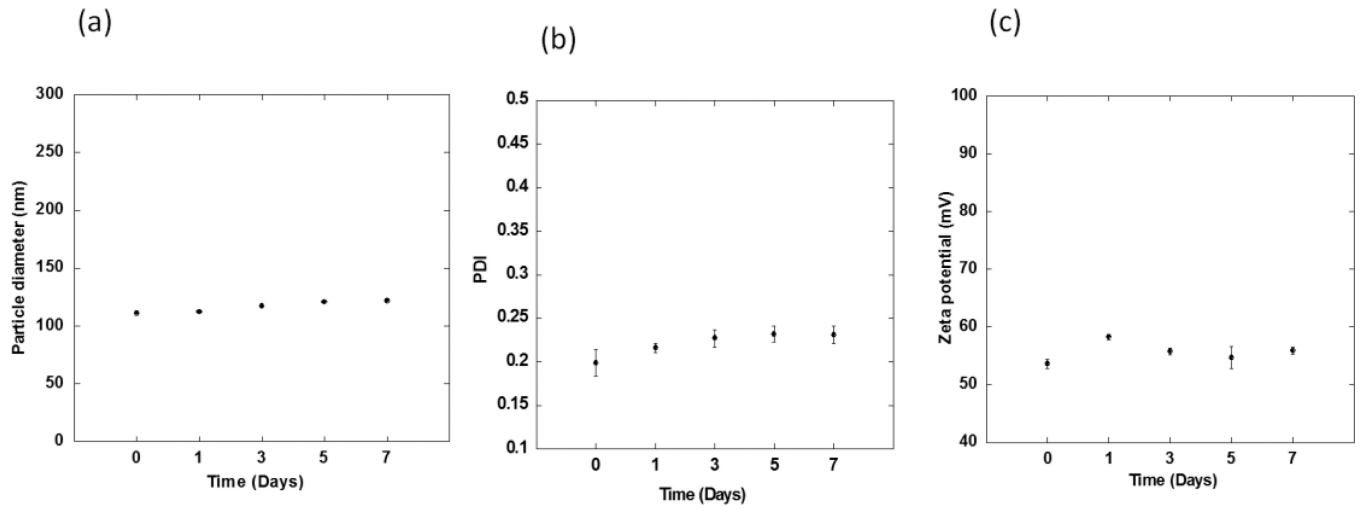 (a)
300
250
200
150
100
50
0
Particle diameter (nm)
0 1 3 5 7
Time (Days)
(b)
0.5
0.45
0.4
0.35
0.3
0.25
0.2
0.15
0.1
PDI
0 1 3 5 7
Time (Days)
(c)
100
90
80
70
60
50
40
Zeta potential (mV)
0 1 3 5 7
Time (Days)